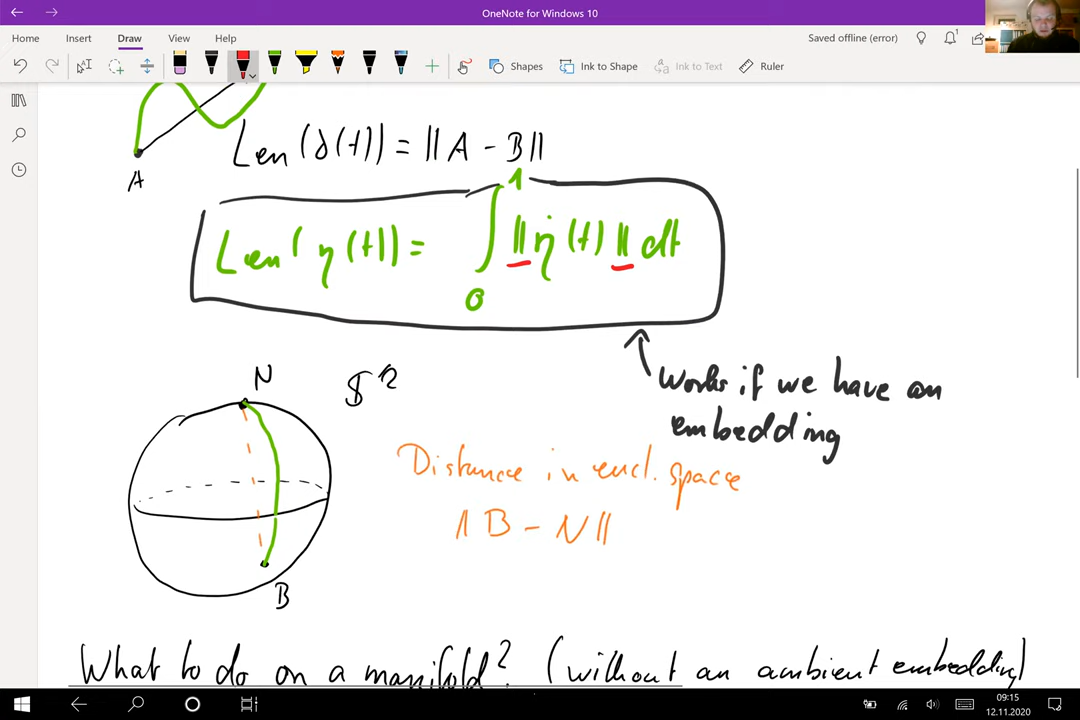 OneNote for Windows 10
Home Insert Draw View Help
Saved offline (error)
Shapes Ink to Shape Ink to Text Ruler
A
Len(γ(t)) = ||A - B||
Len(η(t)) = ∫₀¹ ||η̇(t)|| dt
N
S²
Works if we have an
embedding
Distance in eucl. space
||B - N||
B
What to do on a manifold? (without an ambient embedding)
09:15
12.11.2020